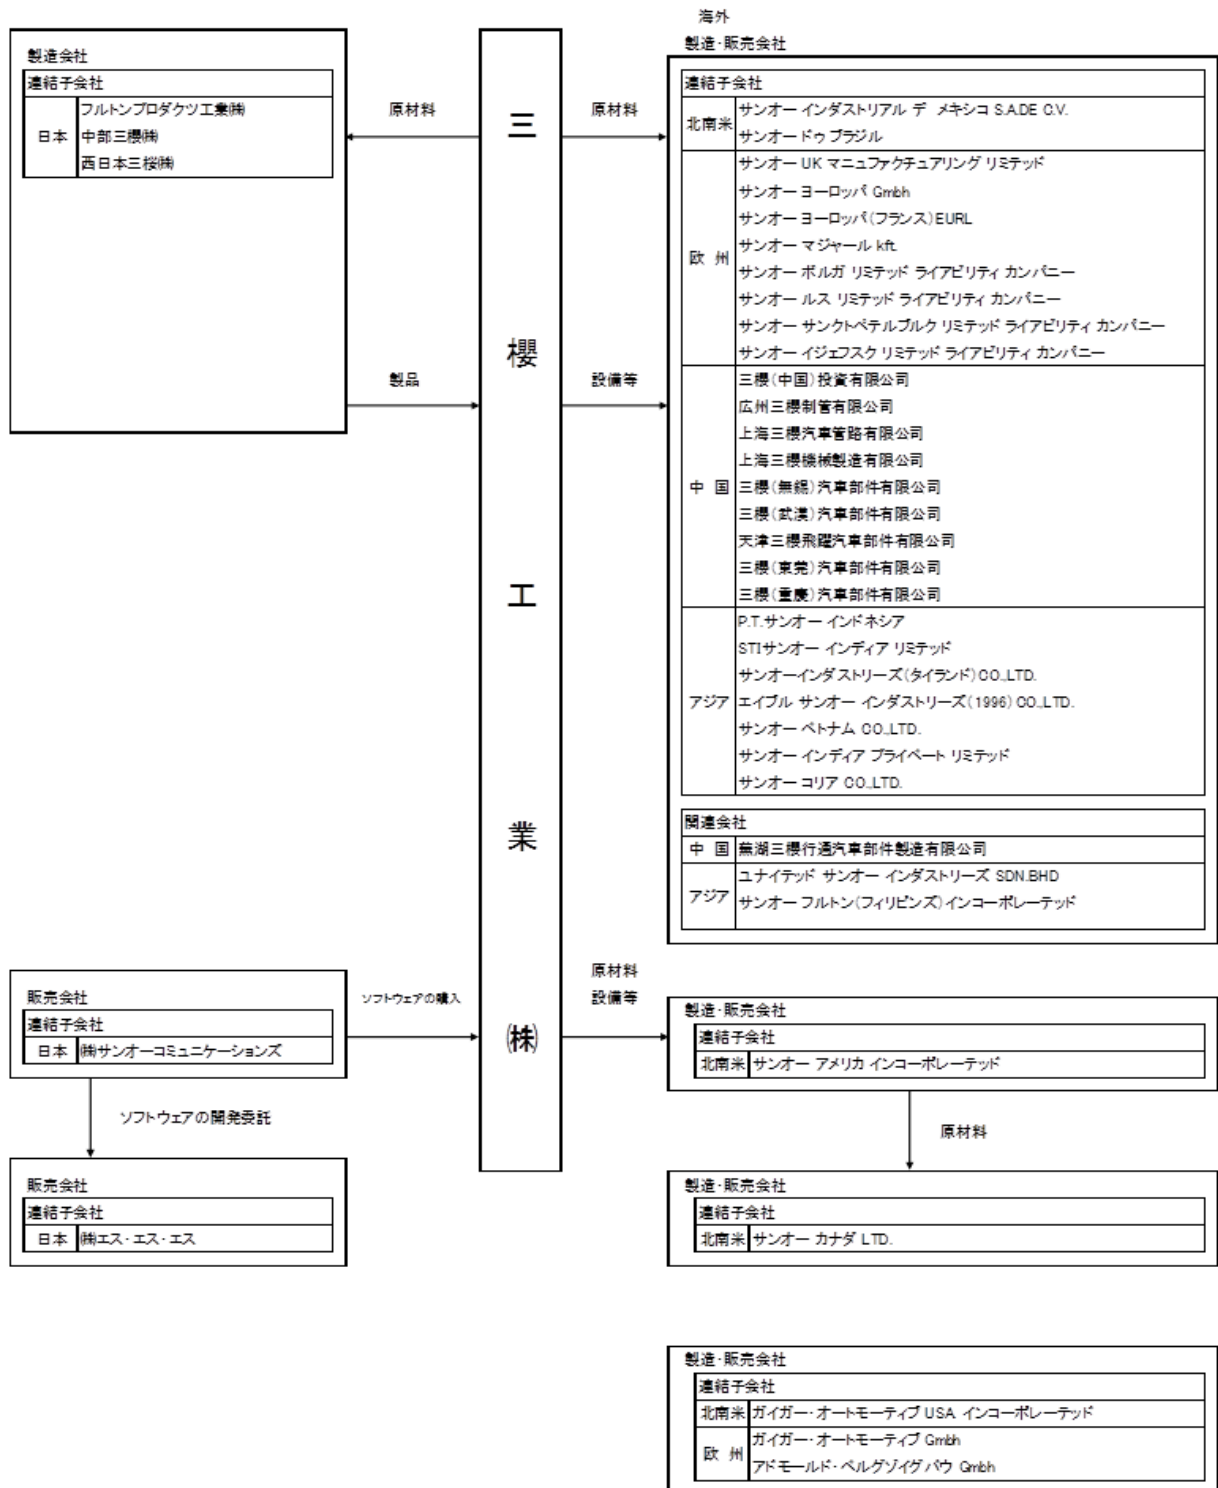 製造会社
連結子会社
日本
フルトンプロダクツ工業㈱
中部三櫻㈱
西日本三桜㈱
原材料
製品
三
櫻
工
業
㈱
原材料
設備等
海外
製造・販売会社
連結子会社
北南米
サンオー インダストリアル デ メキシコ S.A.DE C.V.
サンオー ドゥ ブラジル
欧 州
サンオー UK マニュファクチュアリング リミテッド
サンオー ヨーロッパ Gmbh
サンオー ヨーロッパ(フランス)EURL
サンオー マジャール kft.
サンオー ボルガ リミテッド ライアビリティ カンパニー
サンオー ルス リミテッド ライアビリティ カンパニー
サンオー サンクトペテルブルク リミテッド ライアビリティ カンパニー
サンオー イジェフスク リミテッド ライアビリティ カンパニー
中 国
三櫻(中国)投資有限公司
広州三櫻制管有限公司
上海三櫻汽車管路有限公司
上海三櫻機械製造有限公司
三櫻(無錫)汽車部件有限公司
三櫻(武漢)汽車部件有限公司
天津三櫻飛躍汽車部件有限公司
三櫻(東莞)汽車部件有限公司
三櫻(重慶)汽車部件有限公司
アジア
P.T.サンオー インドネシア
STIサンオー インディア リミテッド
サンオーインダストリーズ(タイランド)CO.,LTD.
エイブル サンオー インダストリーズ(1996) CO.,LTD.
サンオー ベトナム CO.,LTD.
サンオー インディア プライベート リミテッド
サンオー コリア CO.,LTD.
関連会社
中 国
蕪湖三櫻行通汽車部件製造有限公司
アジア
ユナイテッド サンオー インダストリーズ SDN.BHD
サンオー フルトン(フィリピンズ)インコーポレーテッド
販売会社
連結子会社
日本
㈱サンオーコミュニケーションズ
ソフトウェアの購入
ソフトウェアの開発委託
販売会社
連結子会社
日本
㈱エス・エス・エス
原材料
設備等
製造・販売会社
連結子会社
北南米
サンオー アメリカ インコーポレーテッド
原材料
製造・販売会社
連結子会社
北南米
サンオー カナダ LTD.
製造・販売会社
連結子会社
北南米
ガイガー・オートモーティブ USA インコーポレーテッド
欧 州
ガイガー・オートモーティブ Gmbh
アドモールド・ベルグゾイグバウ Gmbh